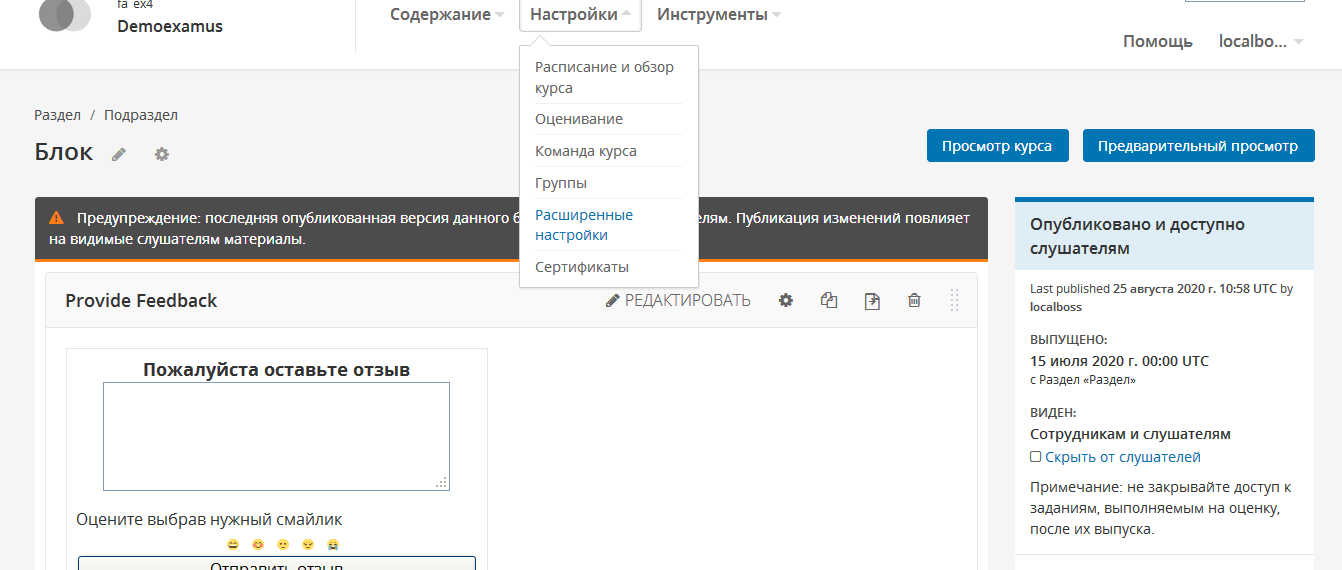 fa ex4
Demoexamus
Содержание
Настройки
Инструменты
Помощь
localbo...
Расписание и обзор
курса
Оценивание
Команда курса
Группы
Расширенные
настройки
Сертификаты
Раздел / Подраздел
Блок
Просмотр курса
Предварительный просмотр
Предупреждение: последняя опубликованная версия данного б
елям. Публикация изменений повлияет
на видимые слушателям материалы.
Provide Feedback
РЕДАКТИРОВАТЬ
Пожалуйста оставьте отзыв
Оцените выбрав нужный смайлик
Отправить отзыв
Опубликовано и доступно
слушателям
Last published 25 августа 2020 г. 10:58 UTC by
localboss
ВЫПУЩЕНО:
15 июля 2020 г. 00:00 UTC
с Раздел «Раздел»
ВИДЕН:
Сотрудникам и слушателям
Скрыть от слушателей
Примечание: не закрывайте доступ к
заданиям, выполняемым на оценку,
после их выпуска.